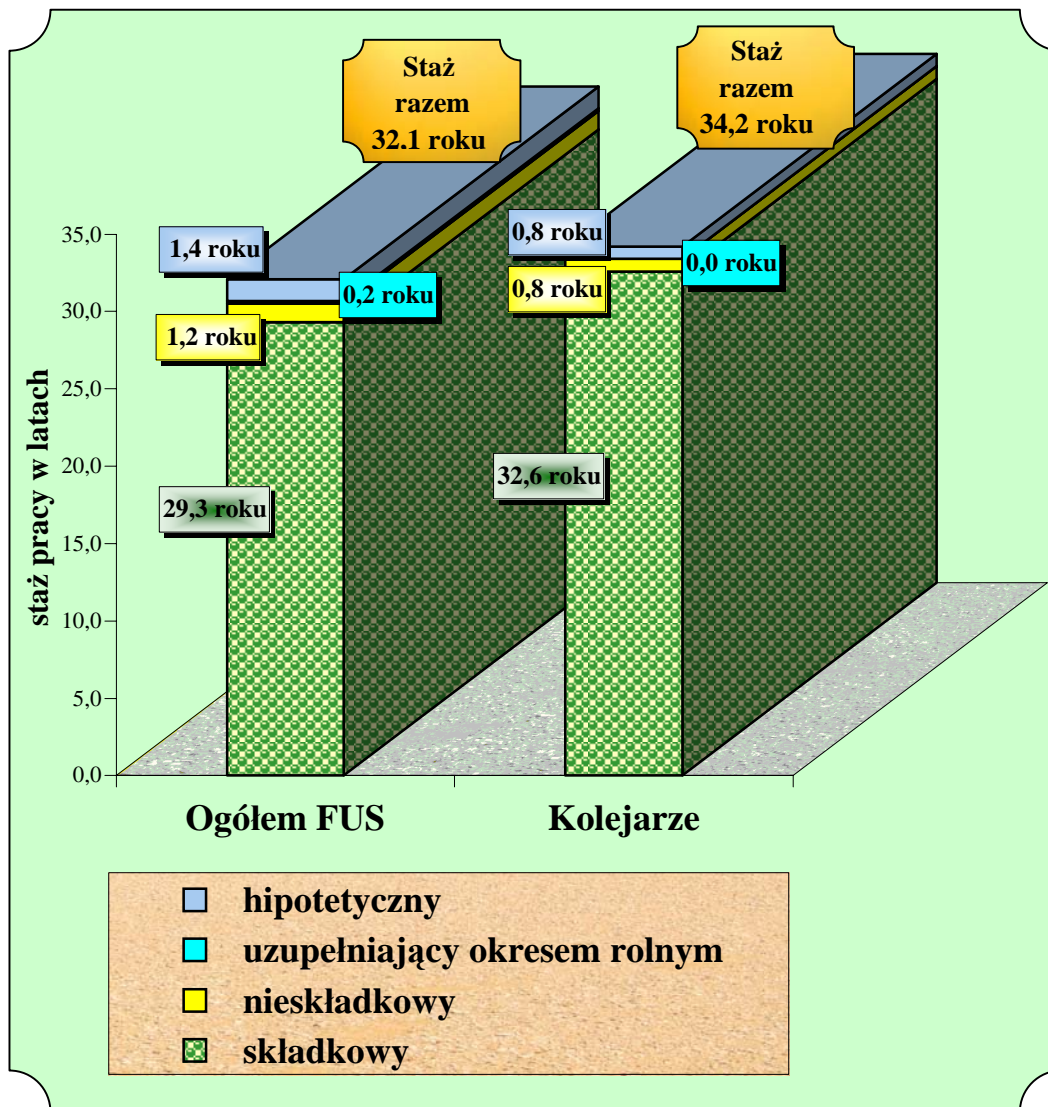 Staż
razem
32,1 roku
Staż
razem
34,2 roku
staż pracy w latach
35,0
30,0
25,0
20,0
15,0
10,0
5,0
0,0
1,4 roku
0,2 roku
1,2 roku
29,3 roku
0,8 roku
0,0 roku
0,8 roku
32,6 roku
Ogółem FUS
Kolejarze
hipotetyczny
uzupełniający okresem rolnym
nieskładkowy
składkowy